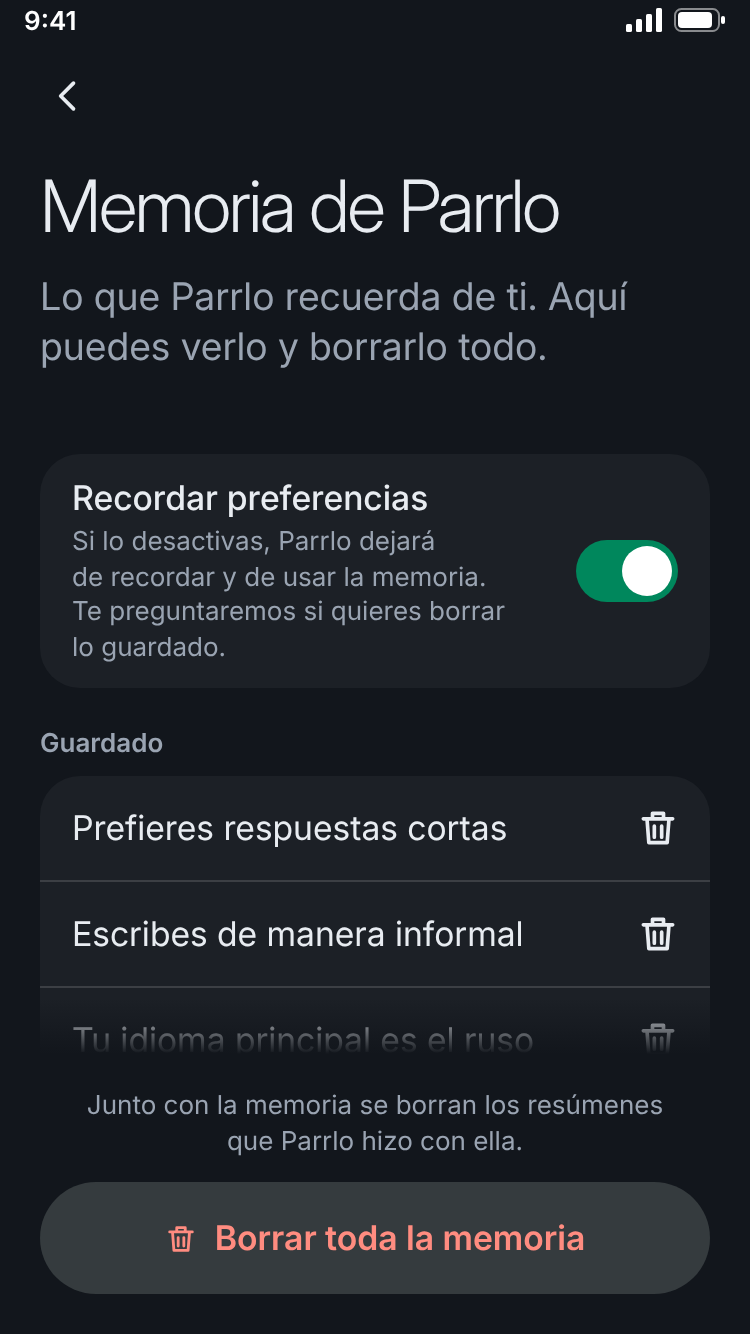 9:41
Memoria de Parrlo
Lo que Parrlo recuerda de ti. Aquí
puedes verlo y borrarlo todo.
Recordar preferencias
Si lo desactivas, Parrlo dejará
de recordar y de usar la memoria.
Te preguntaremos si quieres borrar
lo guardado.
Guardado
Prefieres respuestas cortas
Escribes de manera informal
Tu idioma principal es el ruso
Junto con la memoria se borran los resúmenes
que Parrlo hizo con ella.
Borrar toda la memoria